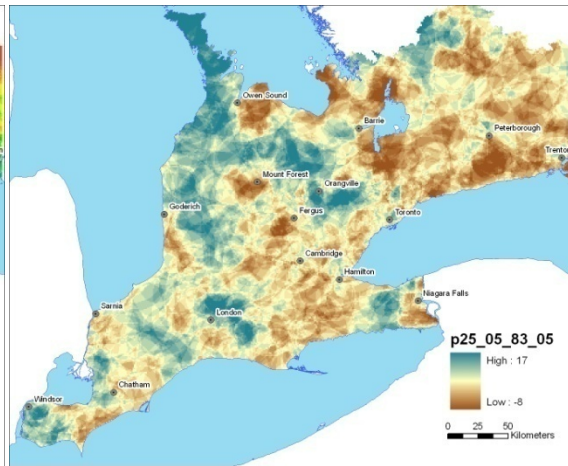 Owen Sound
Barrie
Peterborough
Trenton
Mount Forest
Orangville
Goderich
Fergus
Toronto
Cambridge
Hamilton
Sarnia
London
Niagara Falls
Chatham
Windsor
p25_05_83_05
High : 17
Low : -8
0 25 50
Kilometers